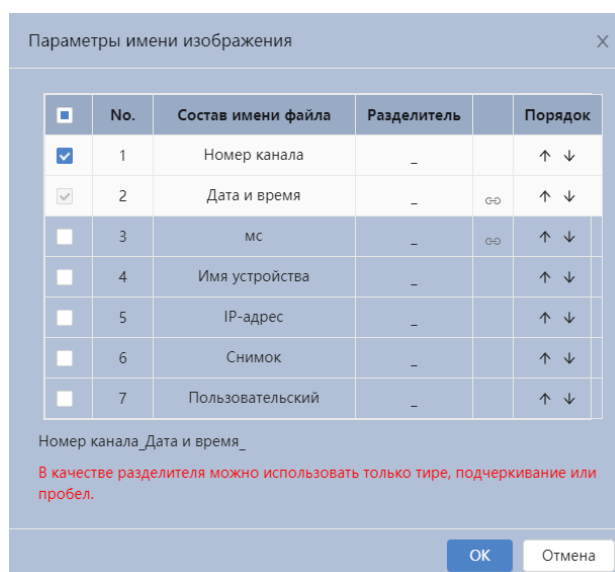 Параметры имени изображения X
No. Состав имени файла Разделитель Порядок
1 Номер канала _ ↑ ↓
2 Дата и время _ ↑ ↓
3 мс _ ↑ ↓
4 Имя устройства _ ↑ ↓
5 IP-адрес _ ↑ ↓
6 Снимок _ ↑ ↓
7 Пользовательский _ ↑ ↓
Номер канала_Дата и время_
В качестве разделителя можно использовать только тире, подчеркивание или
пробел.
OK Отмена